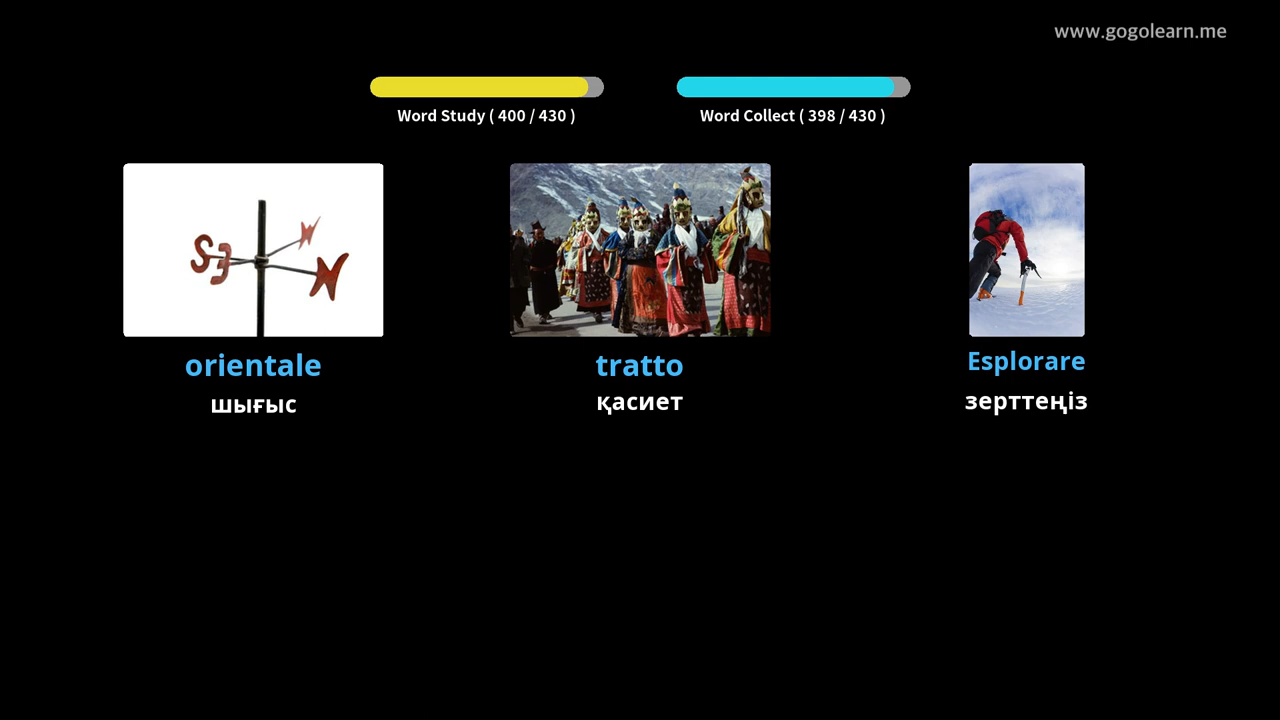 www.gogolearn.me
Word Study ( 400 / 430 )
Word Collect ( 398 / 430 )
S E N
orientale
tratto
Esplorare
шығыс
қасиет
зерттеңіз